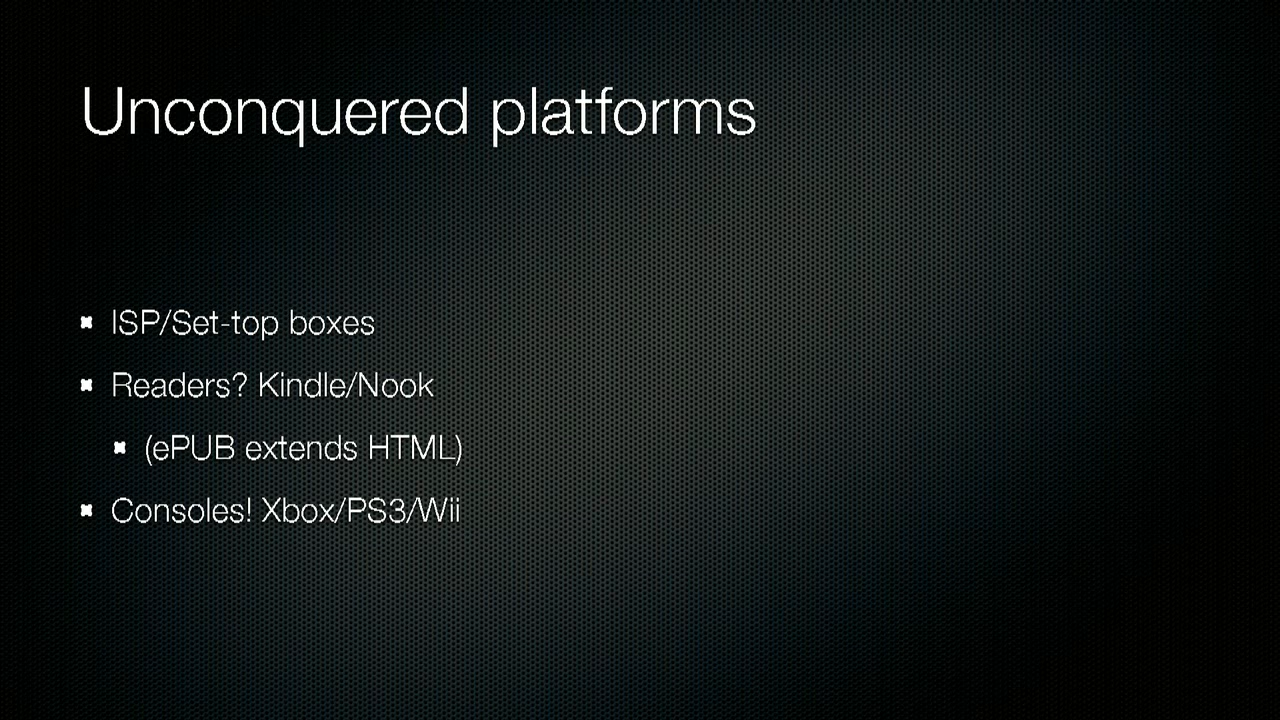 Unconquered platforms
ISP/Set-top boxes
Readers? Kindle/Nook
(ePUB extends HTML)
Consoles! Xbox/PS3/Wii